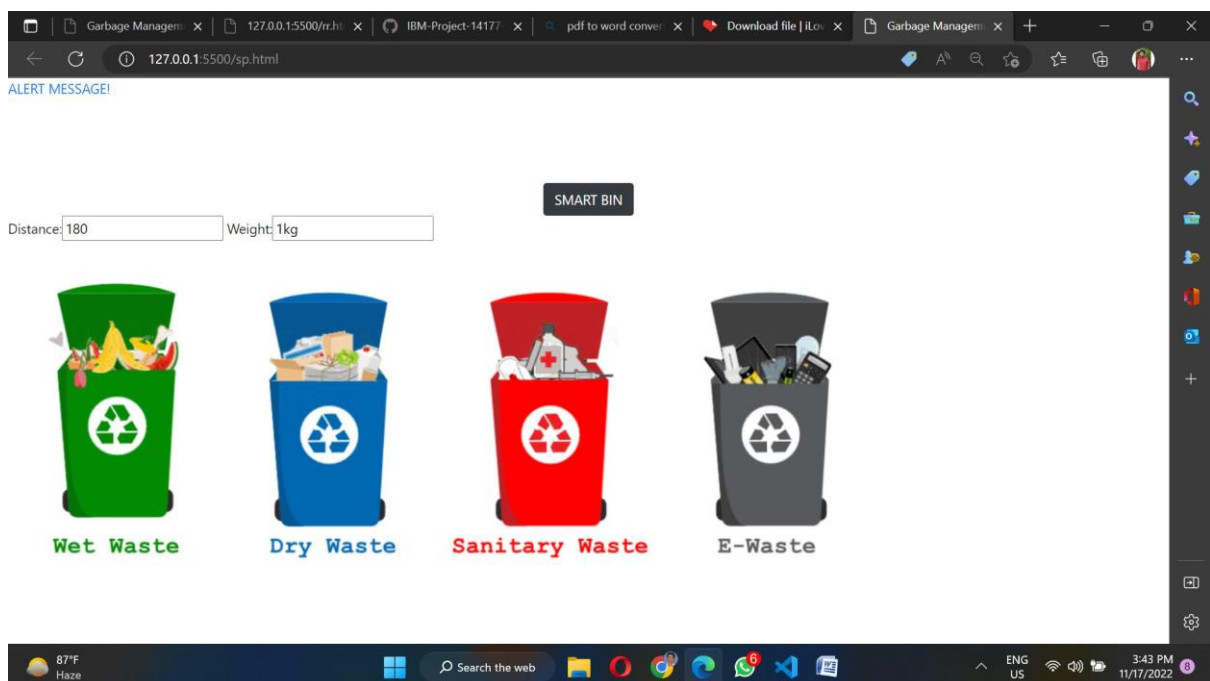 Garbage Managem
127.0.0.1:5500/rr.ht
IBM-Project-14177
pdf to word conver
Download file | iLov
Garbage Managem
127.0.0.1:5500/sp.html
ALERT MESSAGE!
SMART BIN
Distance: 180 Weight: 1kg
Wet Waste Dry Waste Sanitary Waste E-Waste
87°F
Haze
Search the web
6
ENG
US
3:43 PM
11/17/2022
8